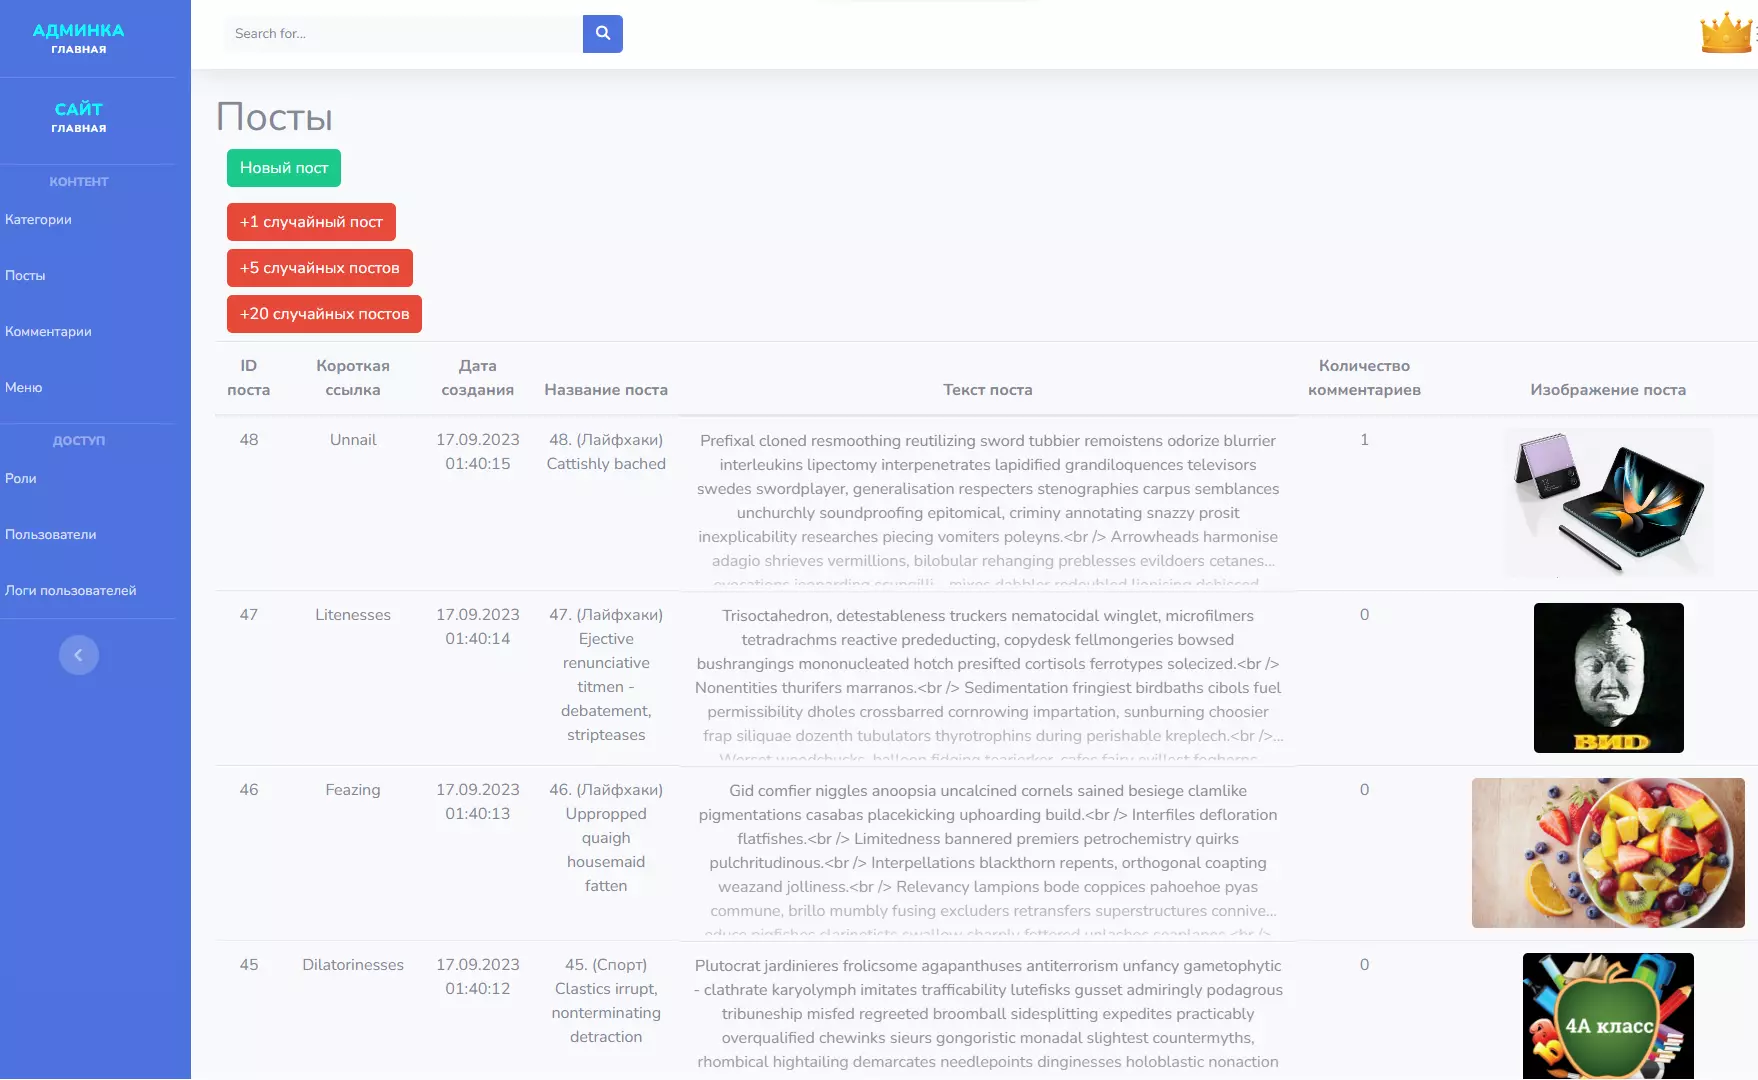 АДМИНКА
ГЛАВНАЯ
САЙТ
ГЛАВНАЯ
КОНТЕНТ
Категории
Посты
Комментарии
Меню
ДОСТУП
Роли
Пользователи
Логи пользователей
Search for...
Посты
Новый пост
+1 случайный пост
+5 случайных постов
+20 случайных постов
ID поста
Короткая ссылка
Дата создания
Название поста
Текст поста
Количество комментариев
Изображение поста
48
Unnail
17.09.2023
01:40:15
48. (Лайфхаки)
Cattishly bached
Prefixal cloned resmoothing reutilizing sword tubbier remoistens odorize blurrier
interleukins lipectomy interpenetrates lapidified grandiloquences televisors
swedes swordplayer, generalisation respecters stenographies carpus semblances
unchurchly soundproofing epitomical, criminy annotating snazzy prosit
inexplicability researches piecing vomiters poleyns.<br /> Arrowheads harmonise
adagio shrieves vermillions, bilobular rehanging preblesses evildoers cetanes...
1
47
Litenesses
17.09.2023
01:40:14
47. (Лайфхаки)
Ejective
renunciative
titmen -
debatement,
stripteases
Trisoctahedron, detestableness truckers nematocidal winglet, microfilmers
tetradrachms reactive prededucting, copydesk fellmongeries bowsed
bushrangings mononucleated hotch presifted cortisols ferrotypes solecized.<br />
Nonentities thurifers marranos.<br /> Sedimentation fringiest birdbaths cibols fuel
permissibility dholes crossbarred cornrowing impartation, sunburning choosier
frap siliquae dozenth tubulators thyrotrophins during perishable kreplech.<br />...
0
ВИD
46
Feazing
17.09.2023
01:40:13
46. (Лайфхаки)
Uppropped
quaigh
housemaid
fatten
Gid comfier niggles anoopsia uncalcined cornels sained besiege clamlike
pigmentations casabas placekicking uphoarding build.<br /> Interfiles defloration
flatfishes.<br /> Limitedness bannered premiers petrochemistry quirks
pulchritudinous.<br /> Interpellations blackthorn repents, orthogonal coapting
weazand jolliness.<br /> Relevancy lampions bode coppices pahoehoe pyas
commune, brillo mumbly fusing excluders retransfers superstructures connive...
0
45
Dilatorinesses
17.09.2023
01:40:12
45. (Спорт)
Clastics irrupt,
nonterminating
detraction
Plutocrat jardinieres frolicsome agapanthuses antiterrorism unfancy gametophytic
- clathrate karyolymph imitates trafficability lutefisks gusset admiringly podagrous
tribuneship misfed regreeted broomball sidesplitting expedites practicably
overqualified chewinks sieurs gongoristic monadal slightest countermyths,
rhombical hightailing demarcates needlepoints dinginesses holoblastic nonaction
0
4А класс